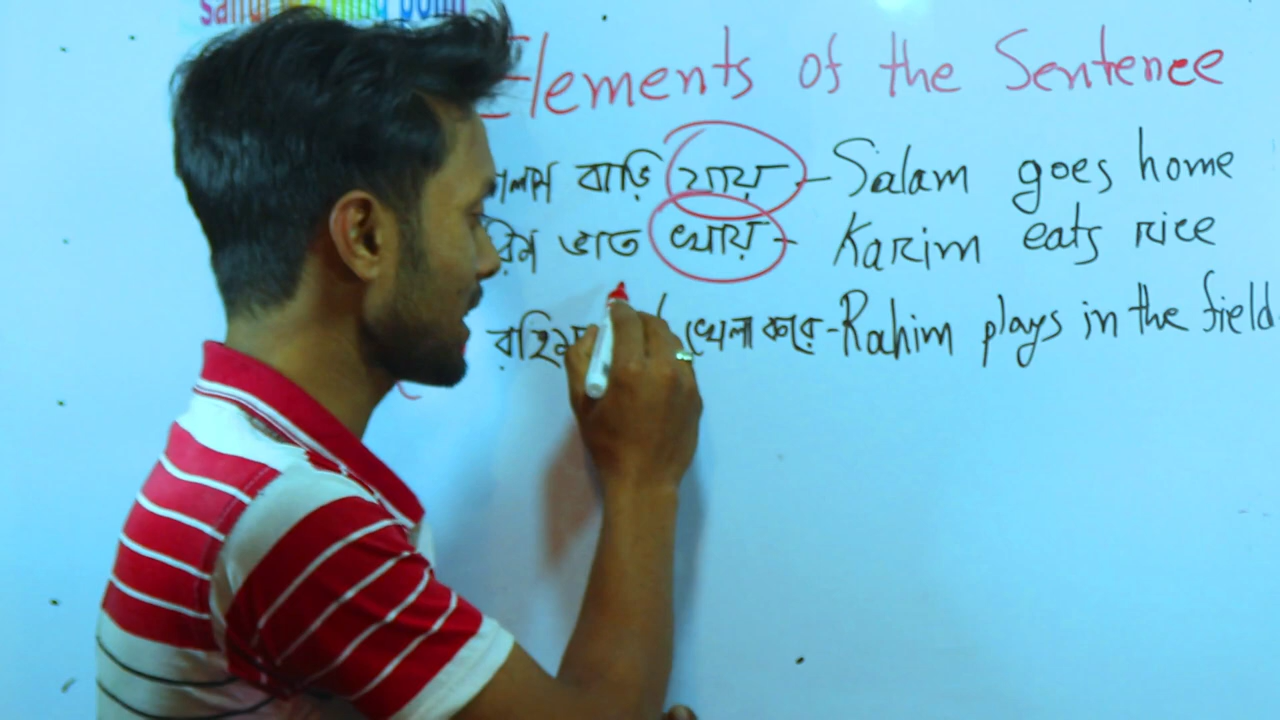 Elements of the Sentence
বাড়ি যায় - Salam goes home
ভাত খায় - Karim eats rice
খেলা করে - Rahim plays in the field.